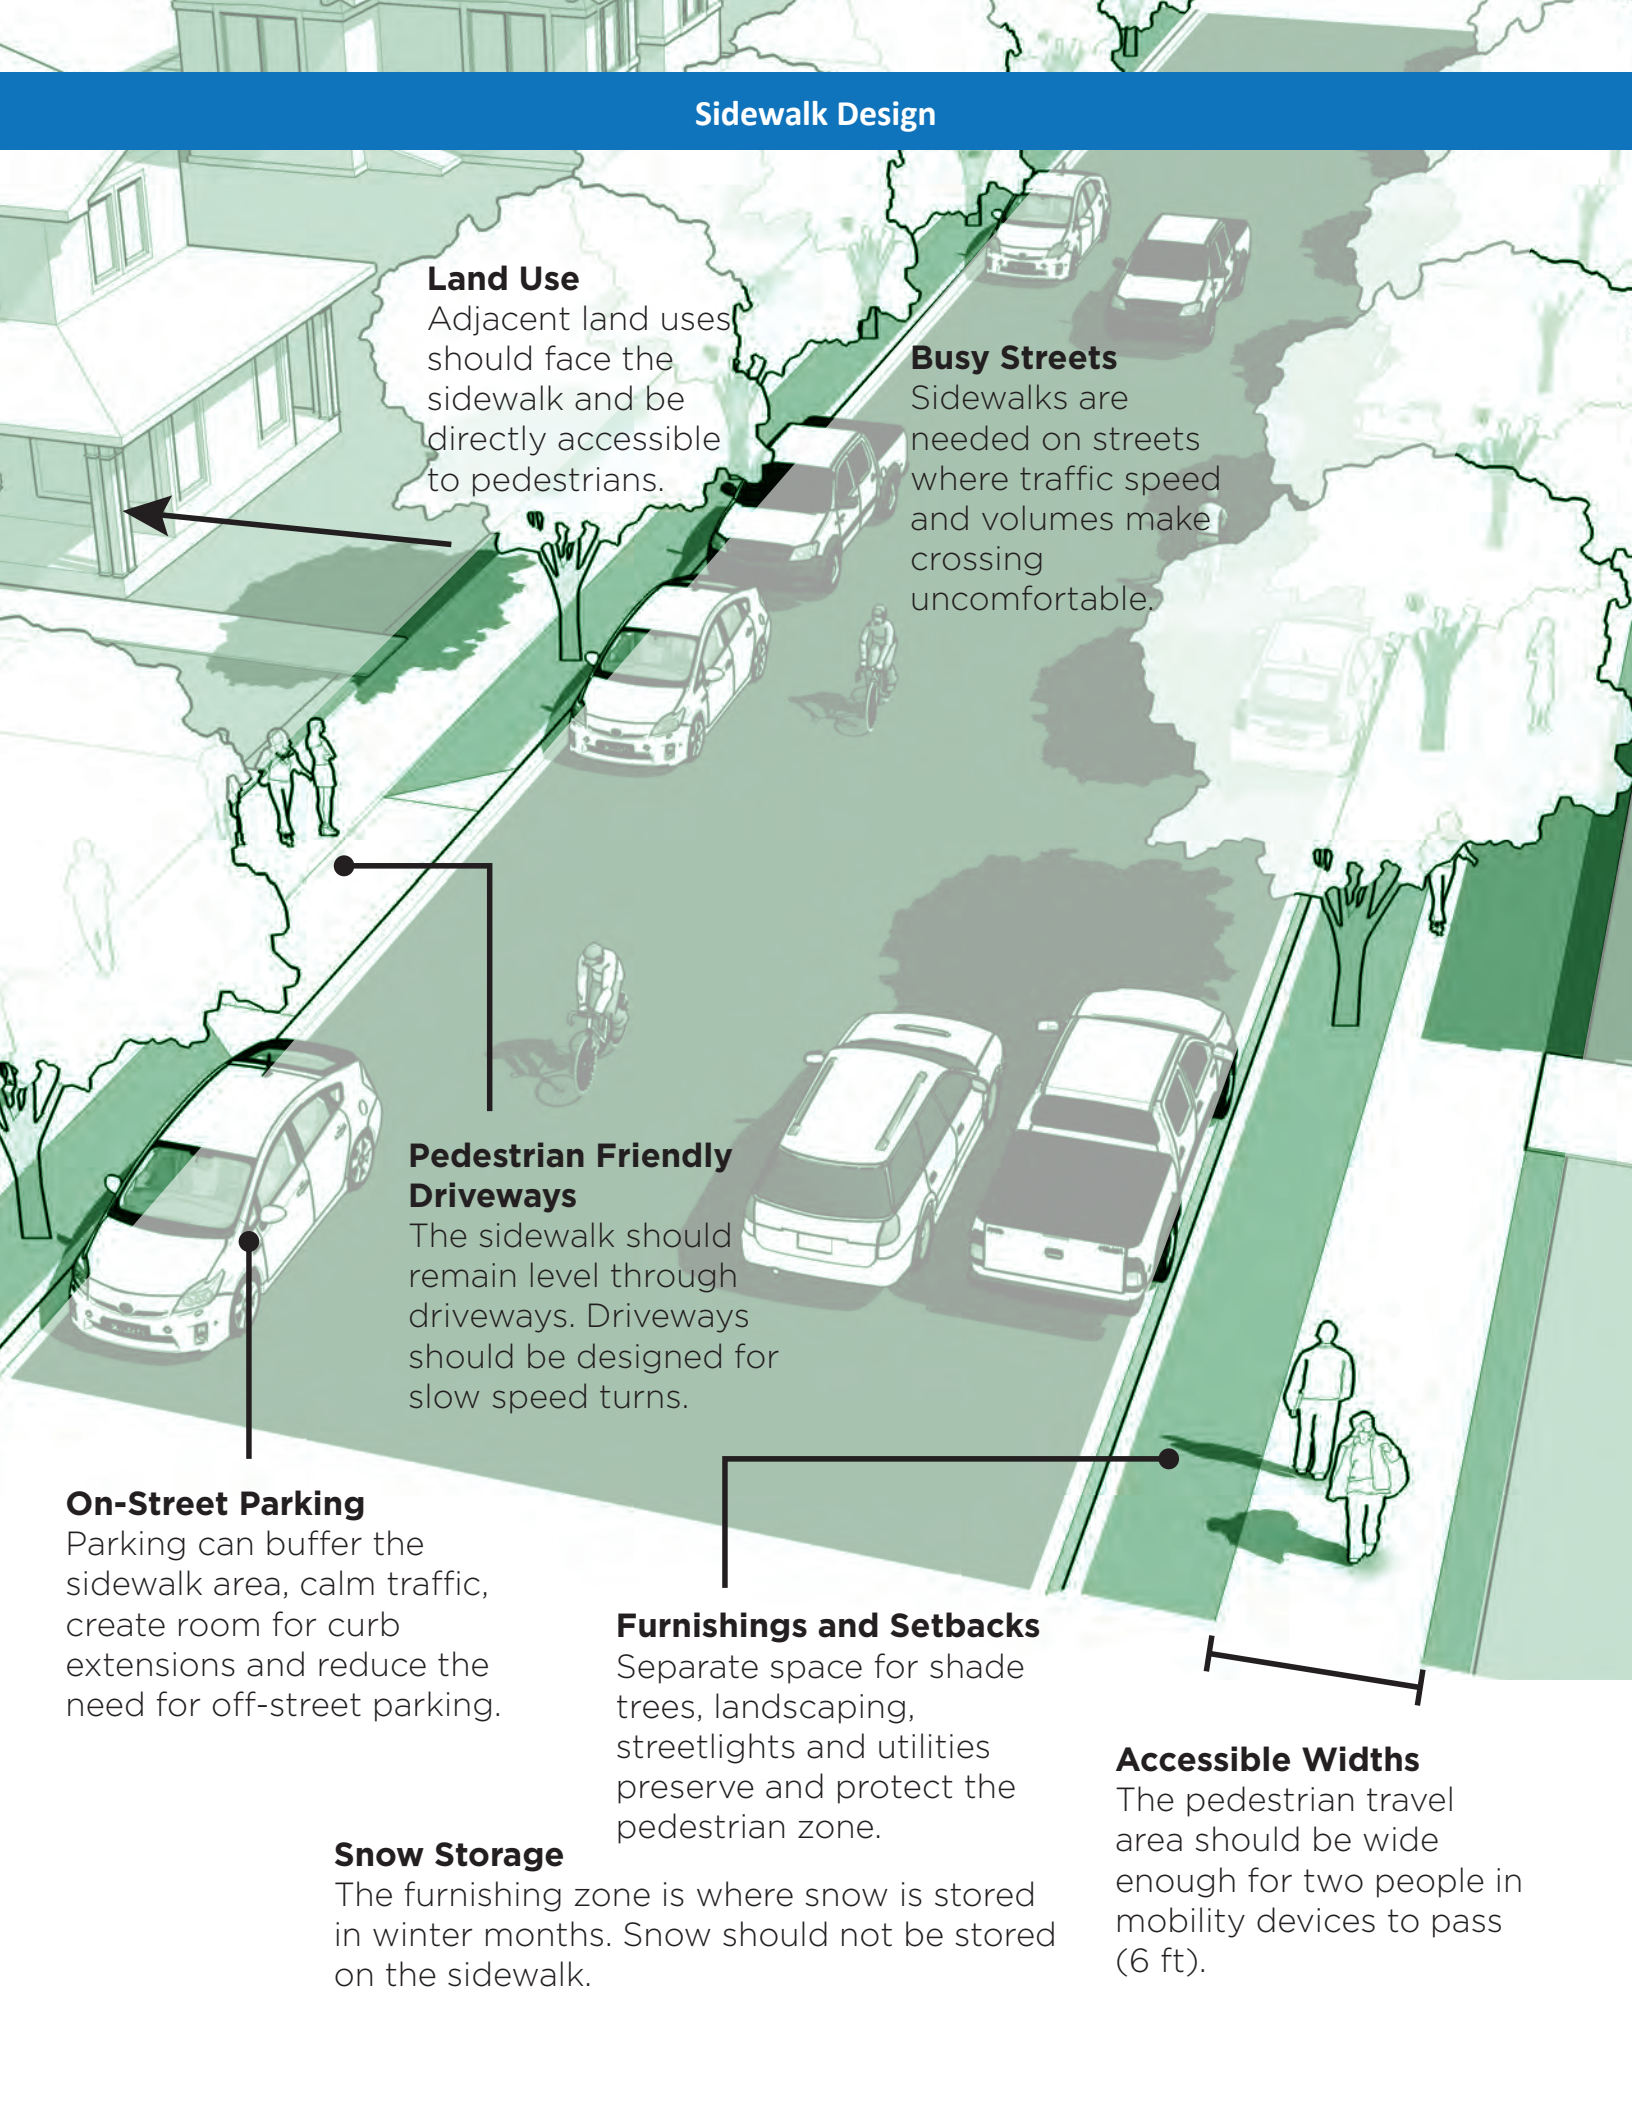 Sidewalk Design
Land Use
Adjacent land uses
should face the
sidewalk and be
directly accessible
to pedestrians.
Busy Streets
Sidewalks are
needed on streets
where traffic speed
and volumes make
crossing
uncomfortable.
Pedestrian Friendly
Driveways
The sidewalk should
remain level through
driveways. Driveways
should be designed for
slow speed turns.
On-Street Parking
Parking can buffer the
sidewalk area, calm traffic,
create room for curb
extensions and reduce the
need for off-street parking.
Furnishings and Setbacks
Separate space for shade
trees, landscaping,
streetlights and utilities
preserve and protect the
pedestrian zone.
Accessible Widths
The pedestrian travel
area should be wide
enough for two people in
mobility devices to pass
(6 ft).
Snow Storage
The furnishing zone is where snow is stored
in winter months. Snow should not be stored
on the sidewalk.